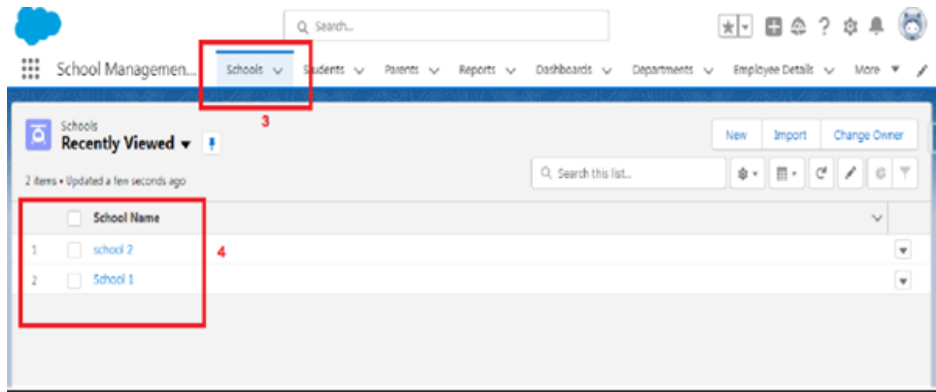 Search...
School Managemen... Schools Students Parents Reports Dashboards Departments Employee Details More
3
Schools
Recently Viewed
New Import Change Owner
2 items • Updated a few seconds ago
Search this list...
School Name
1 school 2
4
2 School 1